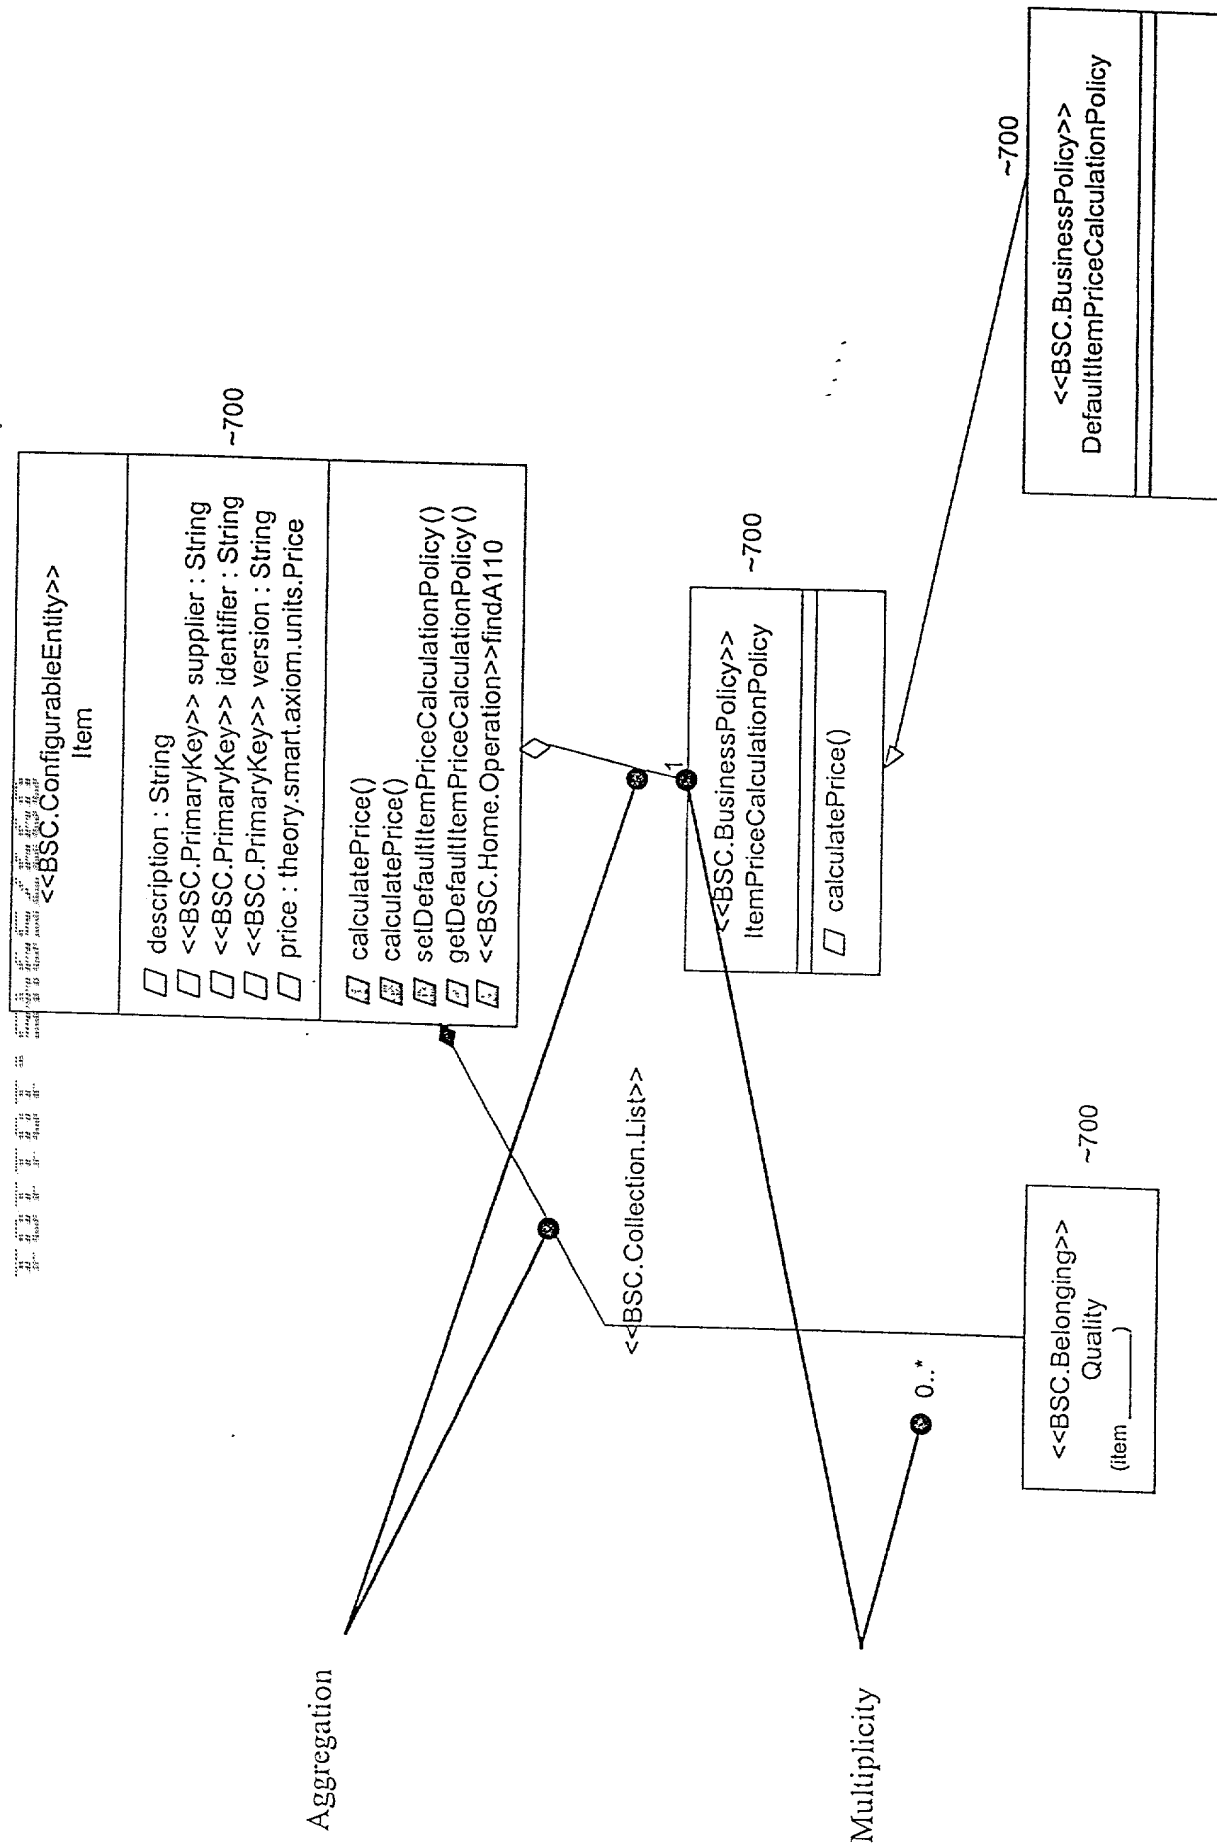 <<BSC.ConfigurableEntity>>
Item
description : String
<<BSC.PrimaryKey>> supplier : String
<<BSC.PrimaryKey>> identifier : String
<<BSC.PrimaryKey>> version : String
price : theory.smart.axiom.units.Price
~700
calculatePrice()
calculatePrice()
setDefaultItemPriceCalculationPolicy()
getDefaultItemPriceCalculationPolicy()
<<BSC.Home.Operation>>findA110
Aggregation
<<BSC.Collection.List>>
1
<<BSC.BusinessPolicy>>
ItemPriceCalculationPolicy
~700
calculatePrice()
Multiplicity
0..*
<<BSC.Belonging>>
Quality
(item ______)
~700
~700
<<BSC.BusinessPolicy>>
DefaultItemPriceCalculationPolicy